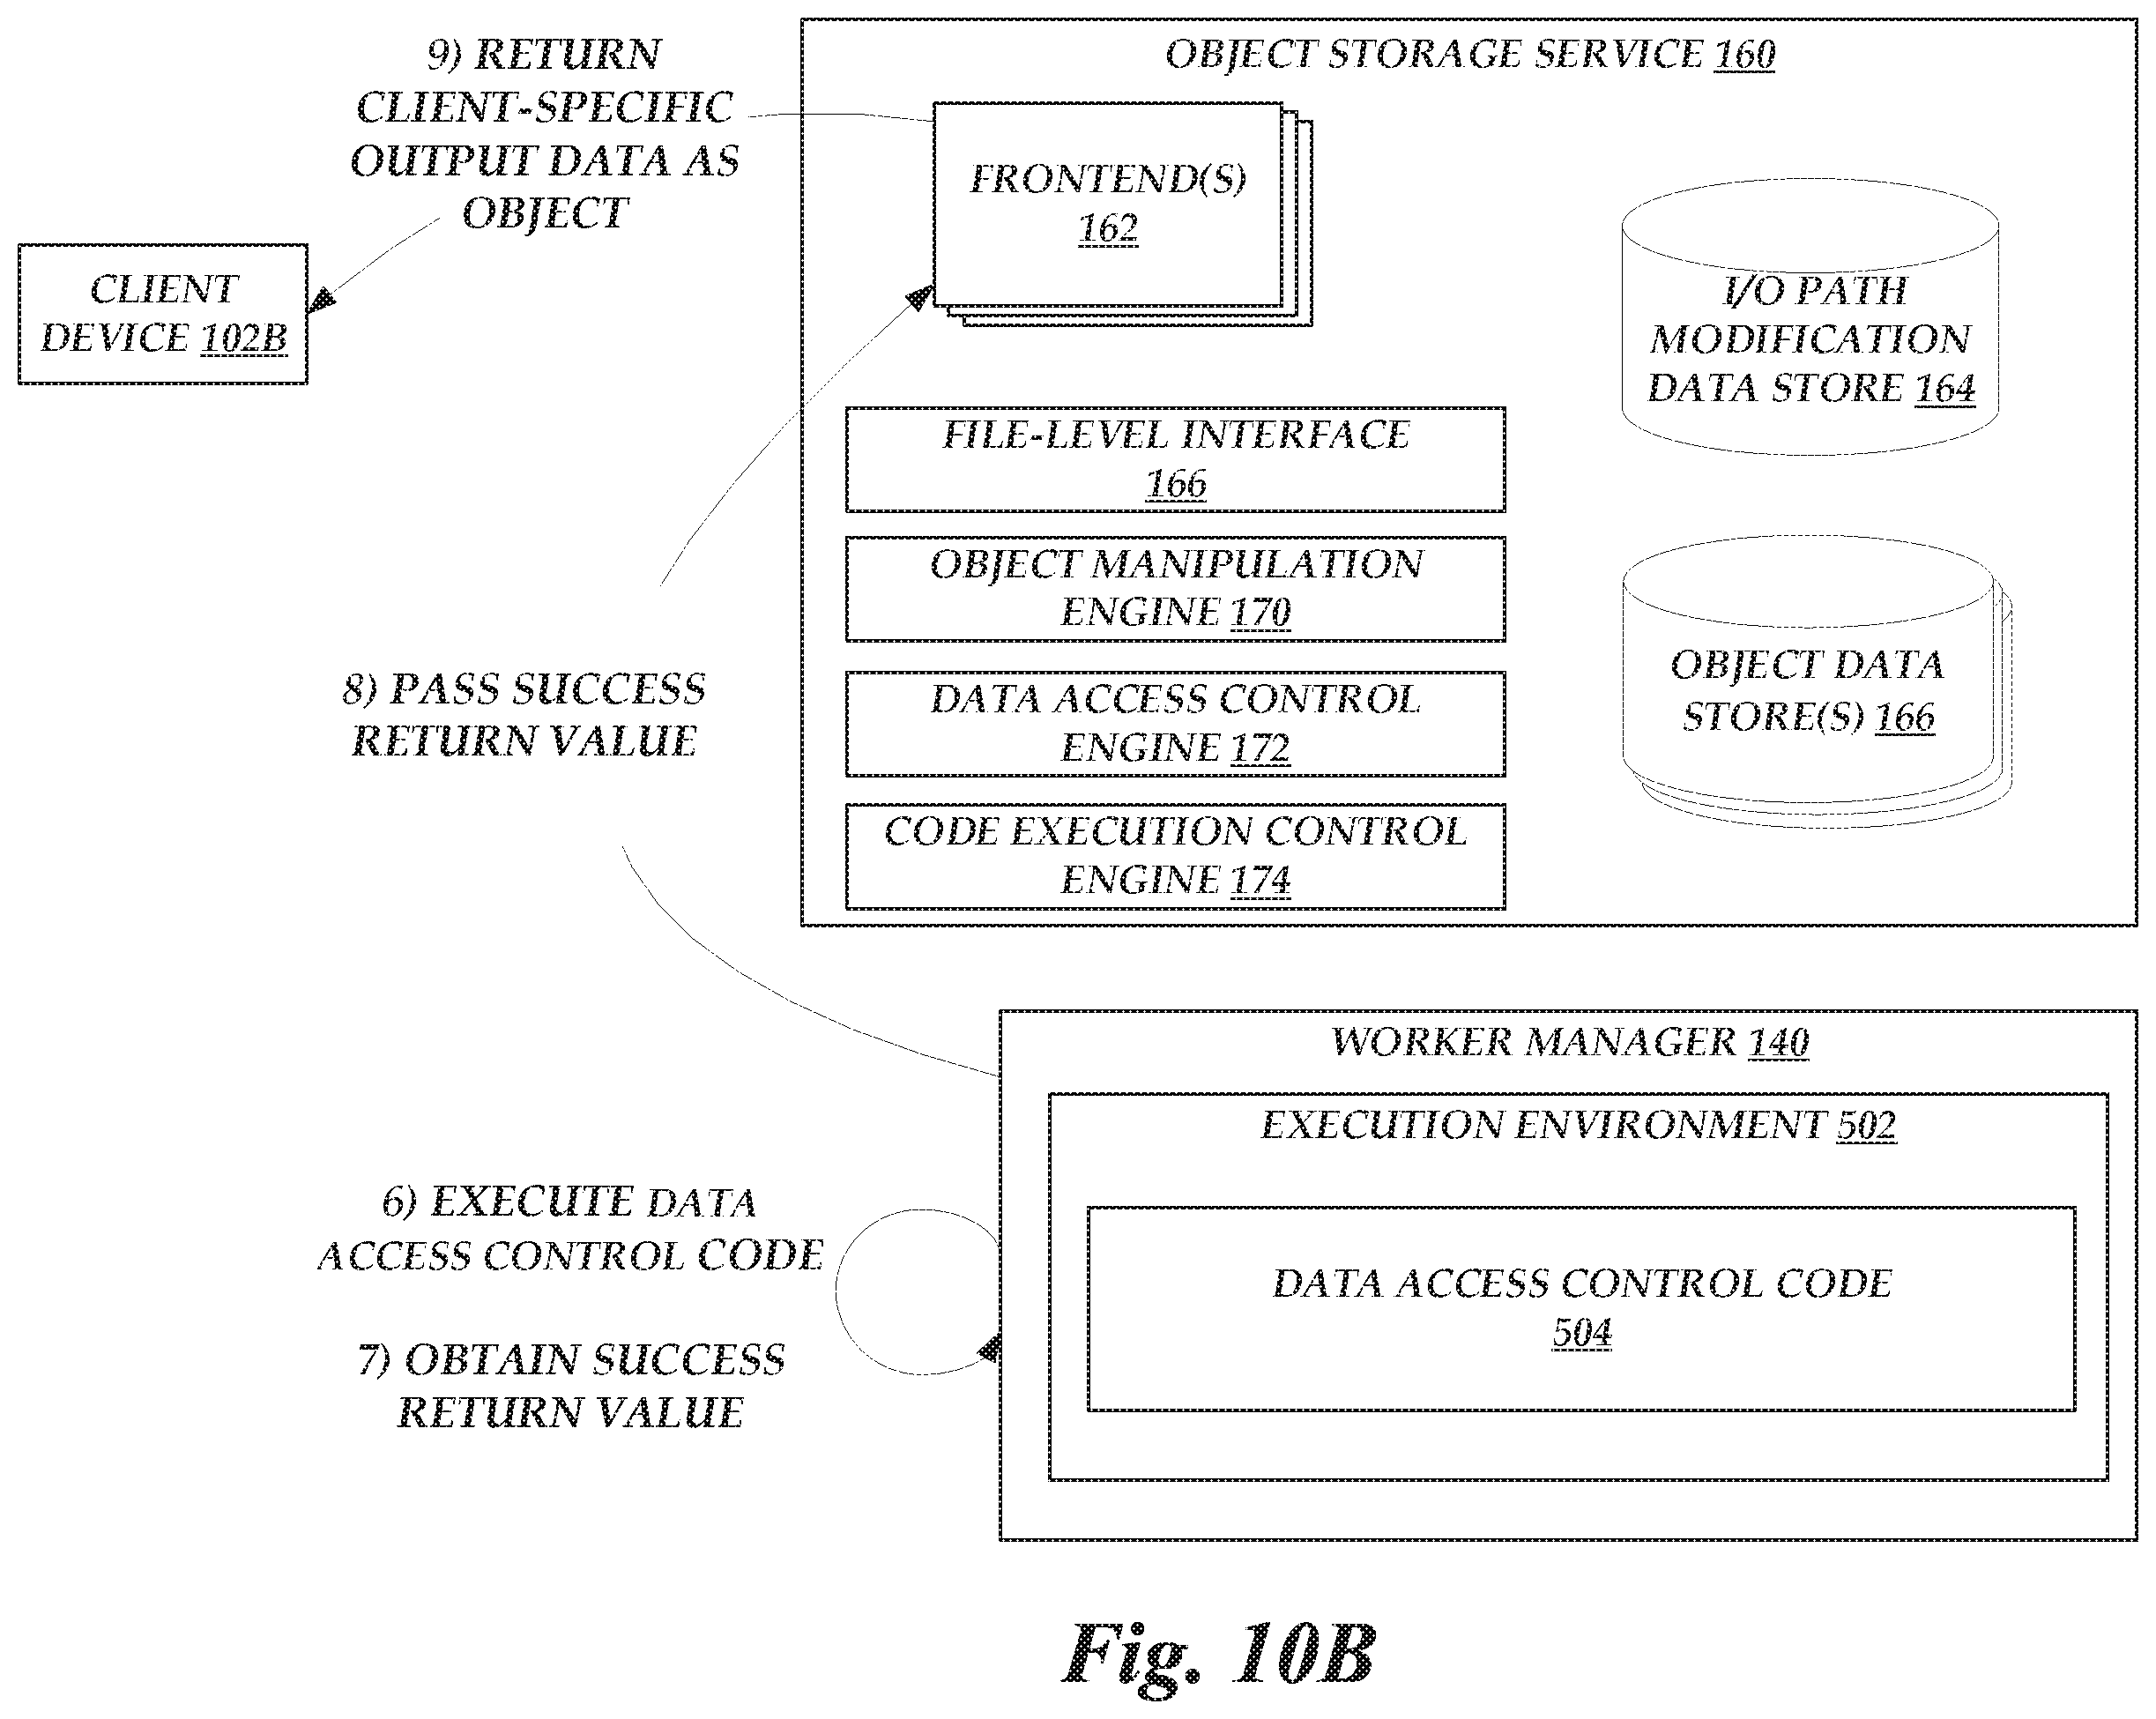 9) RETURN
CLIENT-SPECIFIC
OUTPUT DATA AS
OBJECT
CLIENT
DEVICE 102B
OBJECT STORAGE SERVICE 160
FRONTEND(S)
162
I/O PATH
MODIFICATION
DATA STORE 164
FILE-LEVEL INTERFACE
166
OBJECT MANIPULATION
ENGINE 170
DATA ACCESS CONTROL
ENGINE 172
CODE EXECUTION CONTROL
ENGINE 174
OBJECT DATA
STORE(S) 166
8) PASS SUCCESS
RETURN VALUE
WORKER MANAGER 140
EXECUTION ENVIRONMENT 502
DATA ACCESS CONTROL CODE
504
6) EXECUTE DATA
ACCESS CONTROL CODE
7) OBTAIN SUCCESS
RETURN VALUE
Fig. 10B